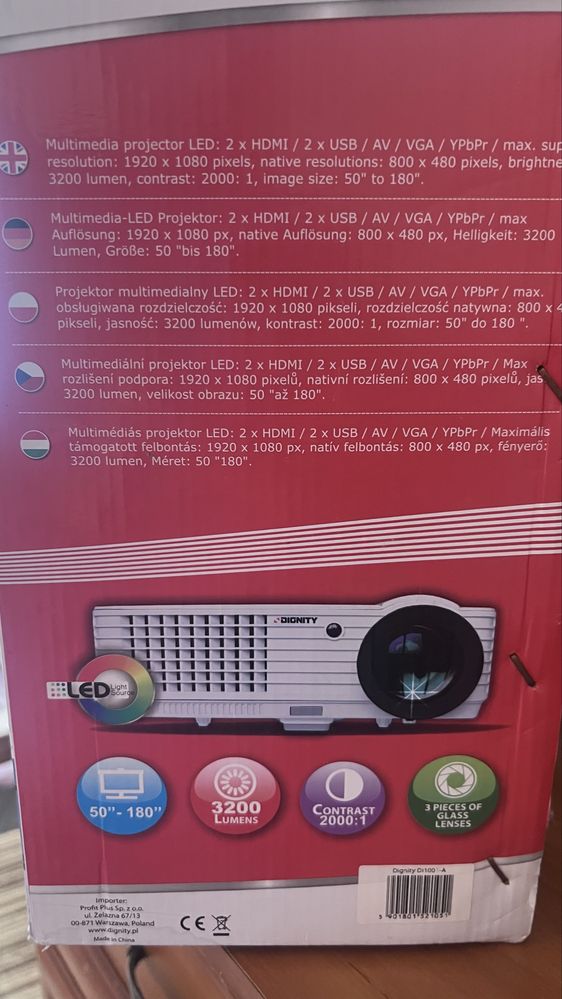 Multimedia projector LED: 2 x HDMI / 2 x USB / AV / VGA / YPbPr / max. sup
resolution: 1920 x 1080 pixels, native resolutions: 800 x 480 pixels, brightne
3200 lumen, contrast: 2000: 1, image size: 50" to 180".
Multimedia-LED Projektor: 2 x HDMI / 2 x USB / AV / VGA / YPbPr / max
Auflösung: 1920 x 1080 px, native Auflösung: 800 x 480 px, Helligkeit: 3200
Lumen, Größe: 50 "bis 180".
Projektor multimedialny LED: 2 x HDMI / 2 x USB / AV / VGA / YPbPr / max.
obsługiwana rozdzielczość: 1920 x 1080 pikseli, rozdzielczość natywna: 800 x 4
pikseli, jasność: 3200 lumenów, kontrast: 2000: 1, rozmiar: 50" do 180 ".
Multimediální projektor LED: 2 x HDMI / 2 x USB / AV / VGA / YPbPr / Max
rozlišení podpora: 1920 x 1080 pixelů, nativní rozlišení: 800 x 480 pixelů, jas
3200 lumen, velikost obrazu: 50 "až 180".
Multimédiás projektor LED: 2 x HDMI / 2 x USB / AV / VGA / YPbPr / Maximális
támogatott felbontás: 1920 x 1080 px, natív felbontás: 800 x 480 px, fényerő:
3200 lumen, Méret: 50 "180".
DIGNITY
LED Light Source
50"- 180"
3200
LUMENS
CONTRAST
2000:1
3 PIECES OF
GLASS
LENSES
Importer:
Profit Plus Sp. z o.o.
ul. Żelazna 67/13
00-871 Warszawa, Poland
www.dignity.pl
Made in China
CE
Dignity
5 901801 321051